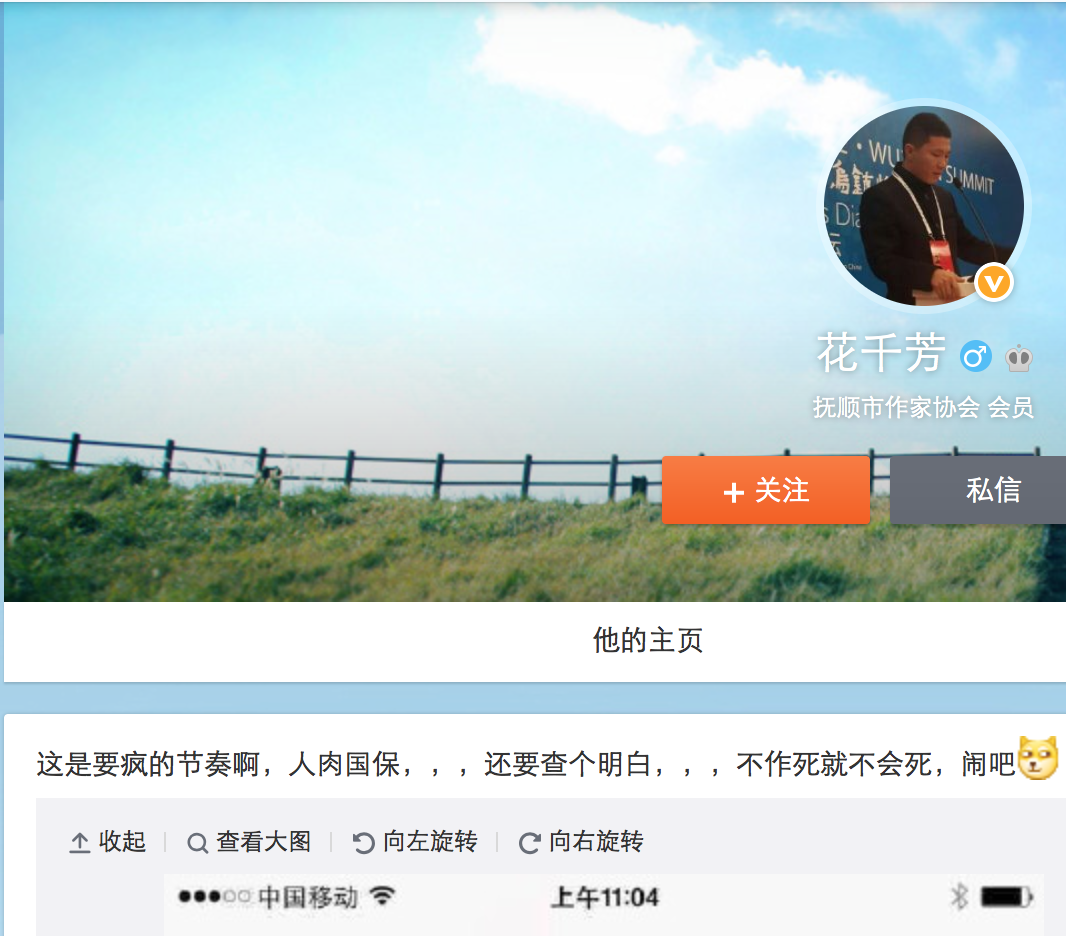 WU
SUMMIT
s Dia
花千芳
抚顺市作家协会 会员
+ 关注
私信
他的主页
这是要疯的节奏啊，人肉国保，，，还要查个明白，，，不作死就不会死，闹吧
收起 查看大图 向左旋转 向右旋转
中国移动 上午11:04